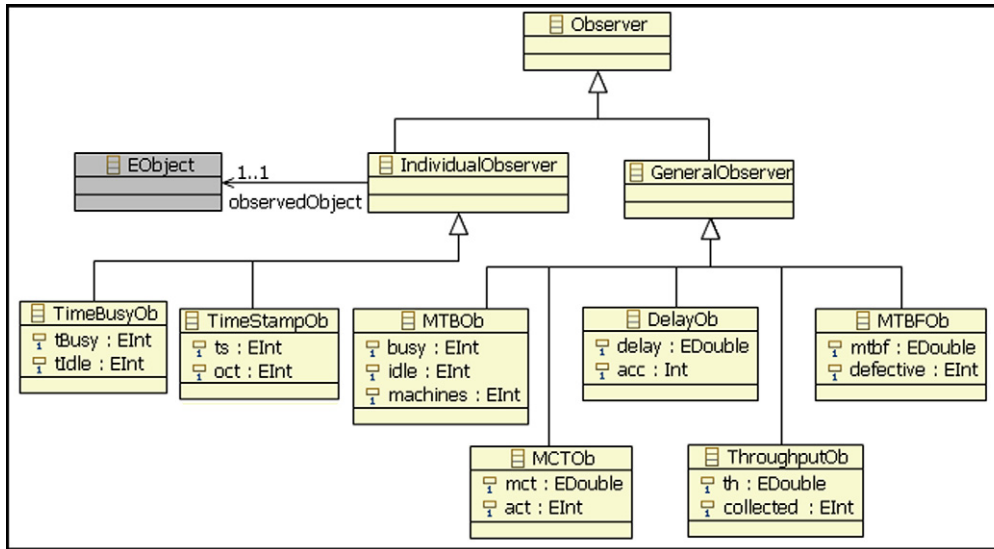 Observer
EObject
1..1
observedObject
IndividualObserver
GeneralObserver
TimeBusyOb
tBusy : EInt
tIdle : EInt
TimeStampOb
ts : EInt
oct : EInt
MTBOb
busy : EInt
idle : EInt
machines : EInt
DelayOb
delay : EDouble
acc : Int
MTBFOb
mtbf : EDouble
defective : EInt
MCTOb
mct : EDouble
act : EInt
ThroughputOb
th : EDouble
collected : EInt